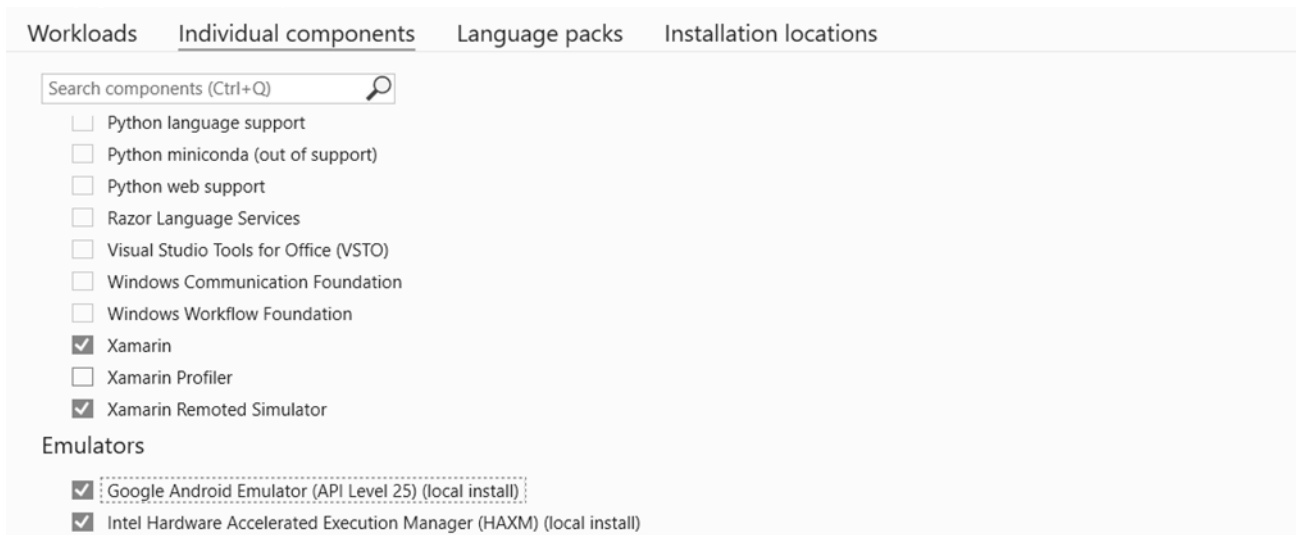 Workloads Individual components Language packs Installation locations
Search components (Ctrl+Q)
Python language support
Python miniconda (out of support)
Python web support
Razor Language Services
Visual Studio Tools for Office (VSTO)
Windows Communication Foundation
Windows Workflow Foundation
Xamarin
Xamarin Profiler
Xamarin Remoted Simulator
Emulators
Google Android Emulator (API Level 25) (local install)
Intel Hardware Accelerated Execution Manager (HAXM) (local install)